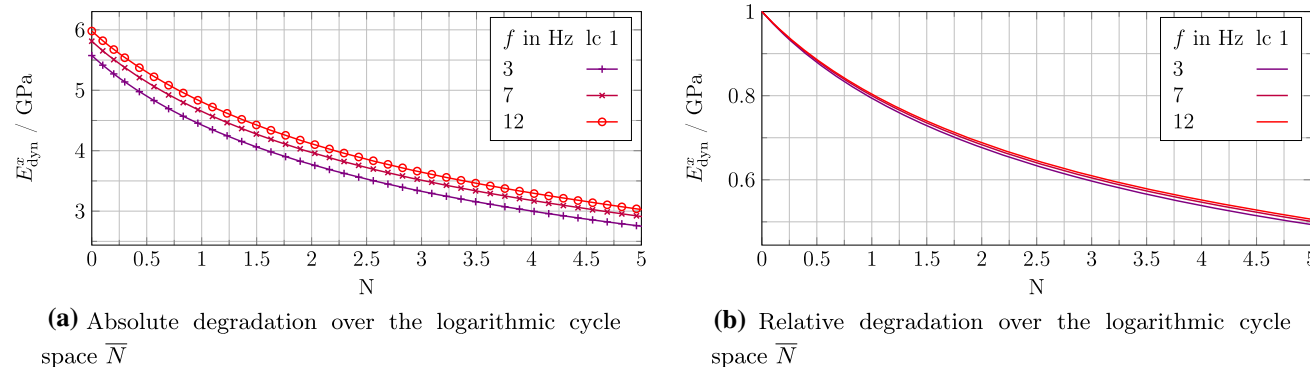 6
5
4
3
E^x_dyn / GPa
0 0.5 1 1.5 2 2.5 3 3.5 4 4.5 5
N
f in Hz lc 1
3
7
12
(a) Absolute degradation over the logarithmic cycle
space N̅
1
0.8
0.6
E^x_dyn / GPa
0 0.5 1 1.5 2 2.5 3 3.5 4 4.5 5
N
f in Hz lc 1
3
7
12
(b) Relative degradation over the logarithmic cycle
space N̅